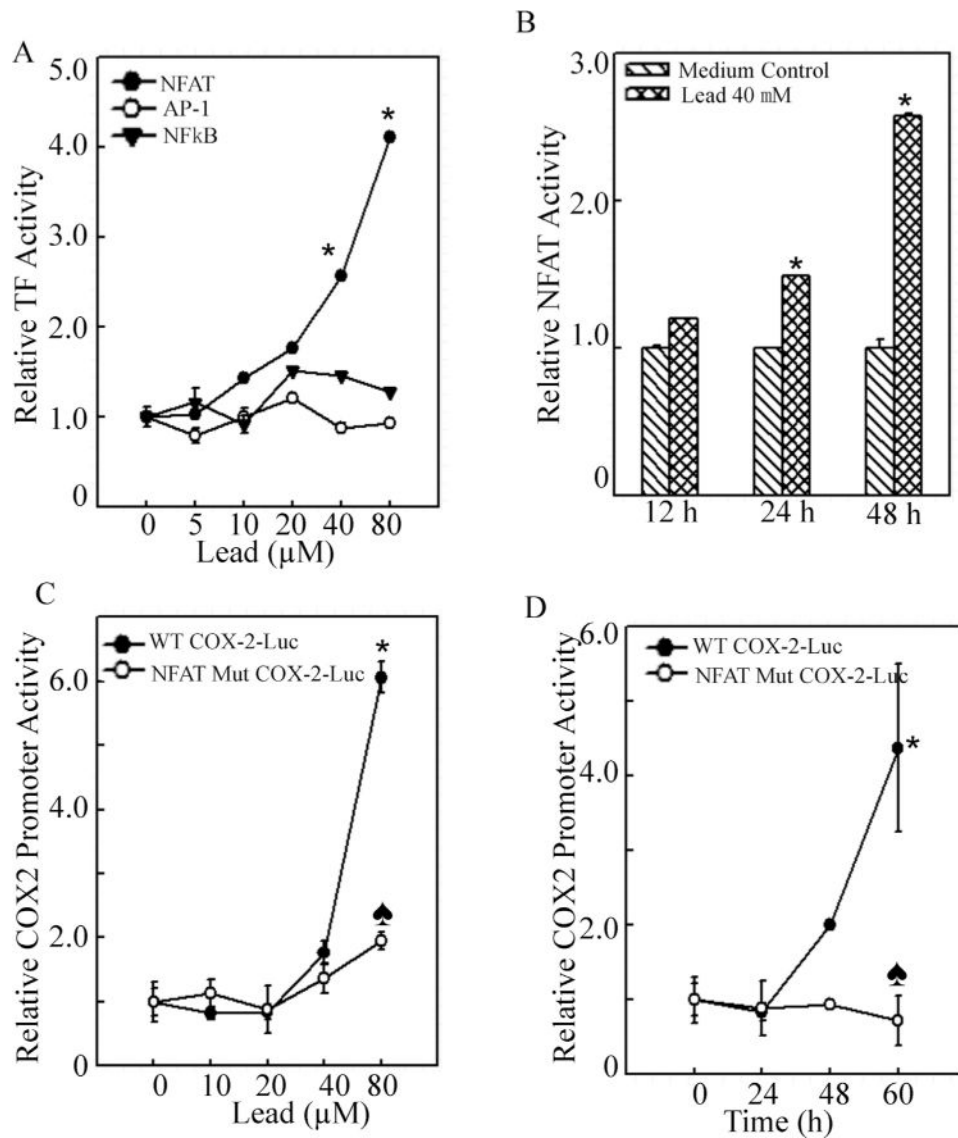 A
Relative TF Activity
5.0
4.0
3.0
2.0
1.0
0
NFAT
AP-1
NFkB
*
*
0 5 10 20 40 80
Lead (µM)
B
Relative NFAT Activity
3.0
2.0
1.0
0
Medium Control
Lead 40 mM
*
*
12 h 24 h 48 h
C
Relative COX2 Promoter Activity
6.0
4.0
2.0
0
WT COX-2-Luc
NFAT Mut COX-2-Luc
*
♠
0 10 20 40 80
Lead (µM)
D
Relative COX2 Promoter Activity
6.0
4.0
2.0
0
WT COX-2-Luc
NFAT Mut COX-2-Luc
*
♠
0 24 48 60
Time (h)